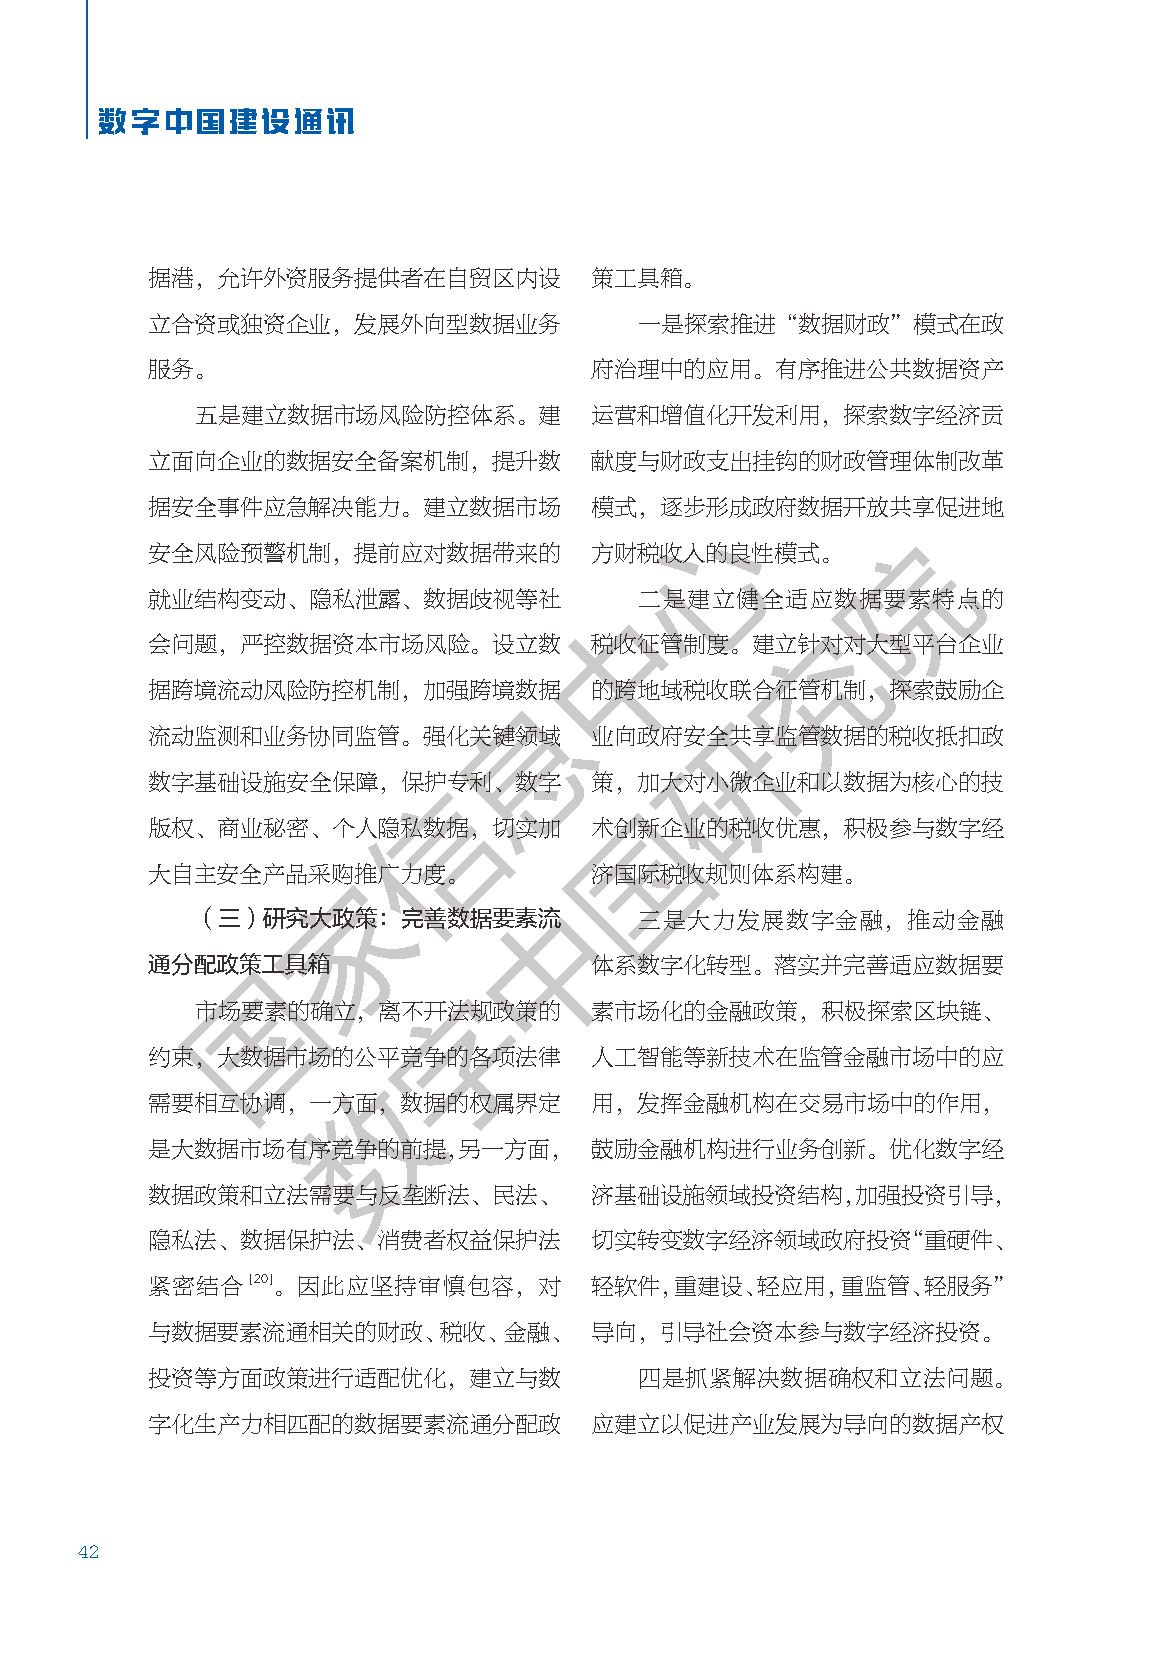 数字中国建设通讯
据港，允许外资服务提供者在自贸区内设
立合资或独资企业，发展外向型数据业务
服务。
五是建立数据市场风险防控体系。建
立面向企业的数据安全备案机制，提升数
据安全事件应急解决能力。建立数据市场
安全风险预警机制，提前应对数据带来的
就业结构变动、隐私泄露、数据歧视等社
会问题，严控数据资本市场风险。设立数
据跨境流动风险防控机制，加强跨境数据
流动监测和业务协同监管。强化关键领域
数字基础设施安全保障，保护专利、数字
版权、商业秘密、个人隐私数据，切实加
大自主安全产品采购推广力度。
（三）研究大政策：完善数据要素流
通分配政策工具箱
市场要素的确立，离不开法规政策的
约束，大数据市场的公平竞争的各项法律
需要相互协调，一方面，数据的权属界定
是大数据市场有序竞争的前提，另一方面，
数据政策和立法需要与反垄断法、民法、
隐私法、数据保护法、消费者权益保护法
紧密结合[20]。因此应坚持审慎包容，对
与数据要素流通相关的财政、税收、金融、
投资等方面政策进行适配优化，建立与数
字化生产力相匹配的数据要素流通分配政
策工具箱。
一是探索推进“数据财政”模式在政
府治理中的应用。有序推进公共数据资产
运营和增值化开发利用，探索数字经济贡
献度与财政支出挂钩的财政管理体制改革
模式，逐步形成政府数据开放共享促进地
方财税收入的良性模式。
二是建立健全适应数据要素特点的
税收征管制度。建立针对对大型平台企业
的跨地域税收联合征管机制，探索鼓励企
业向政府安全共享监管数据的税收抵扣政
策，加大对小微企业和以数据为核心的技
术创新企业的税收优惠，积极参与数字经
济国际税收规则体系构建。
三是大力发展数字金融，推动金融
体系数字化转型。落实并完善适应数据要
素市场化的金融政策，积极探索区块链、
人工智能等新技术在监管金融市场中的应
用，发挥金融机构在交易市场中的作用，
鼓励金融机构进行业务创新。优化数字经
济基础设施领域投资结构，加强投资引导，
切实转变数字经济领域政府投资“重硬件、
轻软件，重建设、轻应用，重监管、轻服务”
导向，引导社会资本参与数字经济投资。
四是抓紧解决数据确权和立法问题。
应建立以促进产业发展为导向的数据产权
国家信息中心
数字中国研究院
42